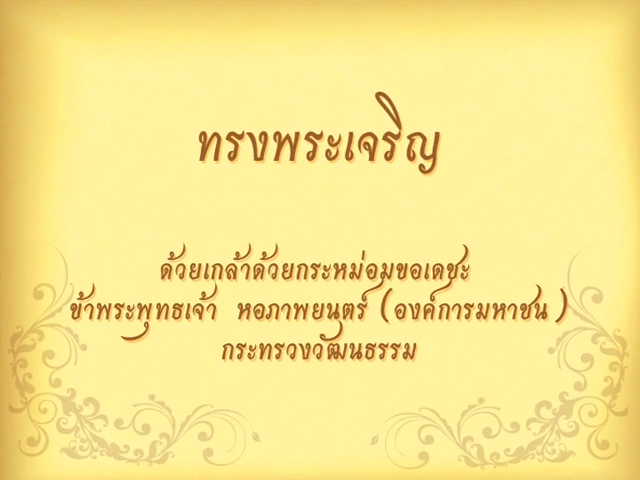 ทรงพระเจริญ
ด้วยเกล้าด้วยกระหม่อมขอเดชะ
ข้าพระพุทธเจ้า หอภาพยนตร์ (องค์การมหาชน )
กระทรวงวัฒนธรรม